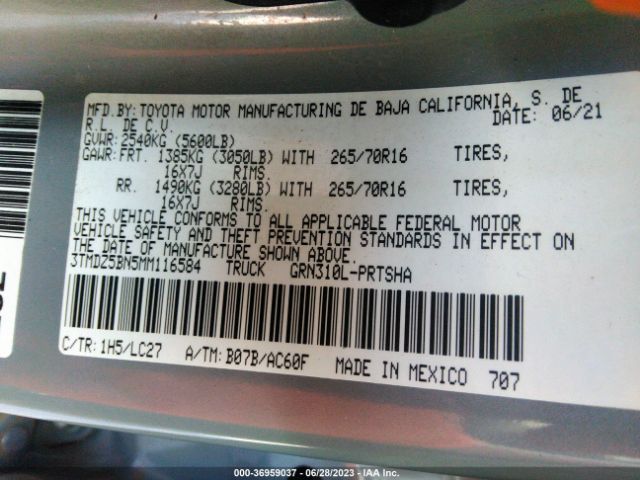 MFD.BY:TOYOTA MOTOR MANUFACTURING DE BAJA CALIFORNIA, S. DE
R.L. DE C.V. DATE: 06/21
GVWR:2540KG (5600LB)
GAWR:FRT. 1385KG (3050LB) WITH 265/70R16 TIRES,
16X7J RIMS.
RR. 1490KG (3280LB) WITH 265/70R16 TIRES,
16X7J RIMS.
THIS VEHICLE CONFORMS TO ALL APPLICABLE FEDERAL MOTOR
VEHICLE SAFETY AND THEFT PREVENTION STANDARDS IN EFFECT ON
THE DATE OF MANUFACTURE SHOWN ABOVE.
3TMDZ5BN5MM116584 TRUCK GRN310L-PRTSHA
C/TR:1H5/LC27 A/TM:B07B/AC60F MADE IN MEXICO 707
000-36959037 - 06/28/2023 - IAA Inc.